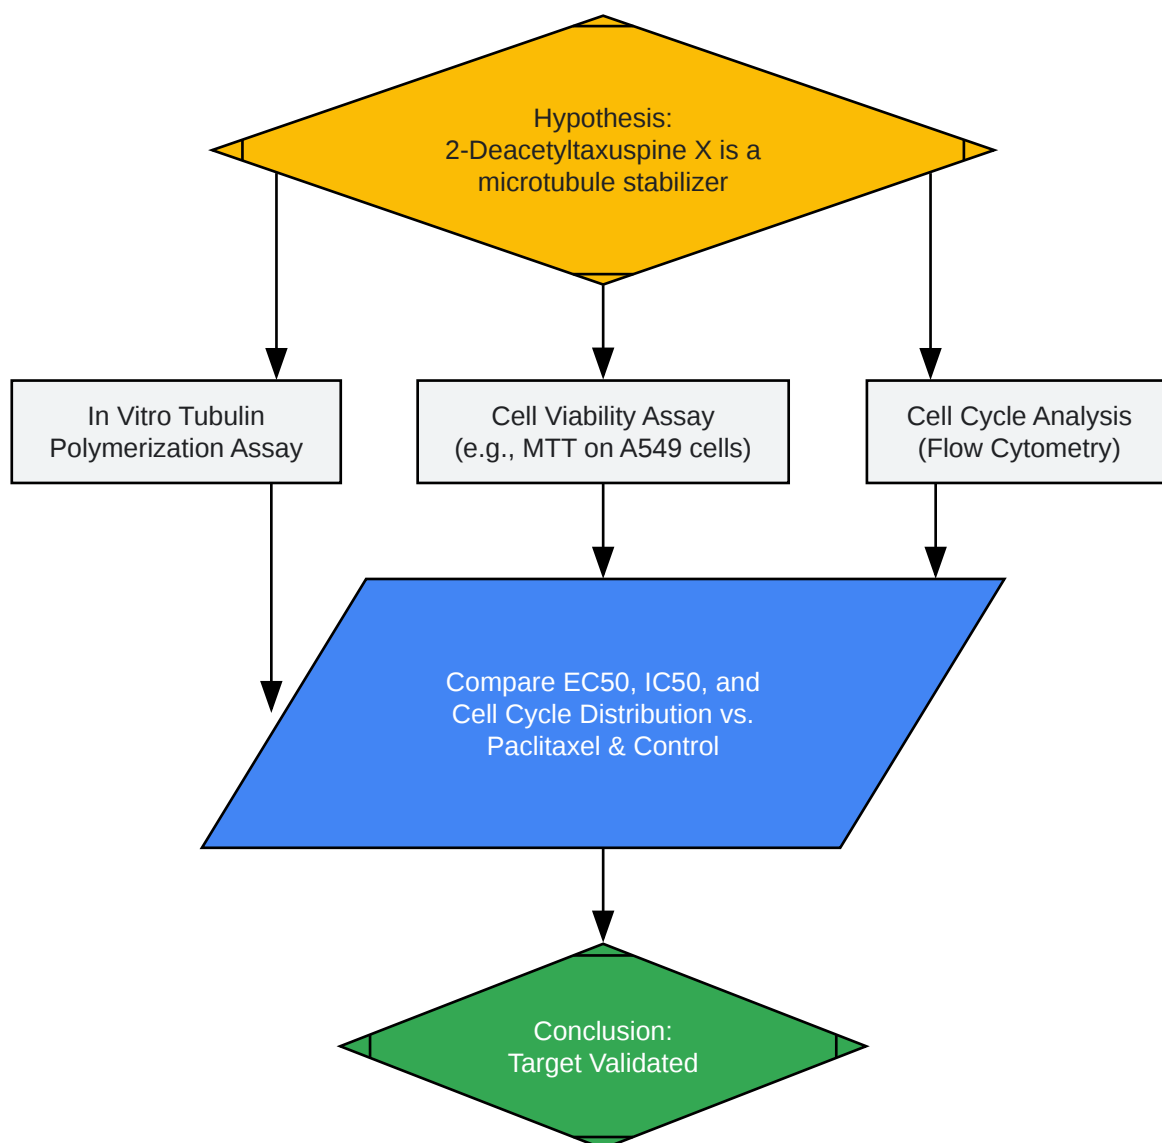 Hypothesis:
2-Deacetyltaxuspine X is a
microtubule stabilizer
In Vitro Tubulin
Polymerization Assay
Cell Viability Assay
(e.g., MTT on A549 cells)
Cell Cycle Analysis
(Flow Cytometry)
Compare EC50, IC50, and
Cell Cycle Distribution vs.
Paclitaxel & Control
Conclusion:
Target Validated